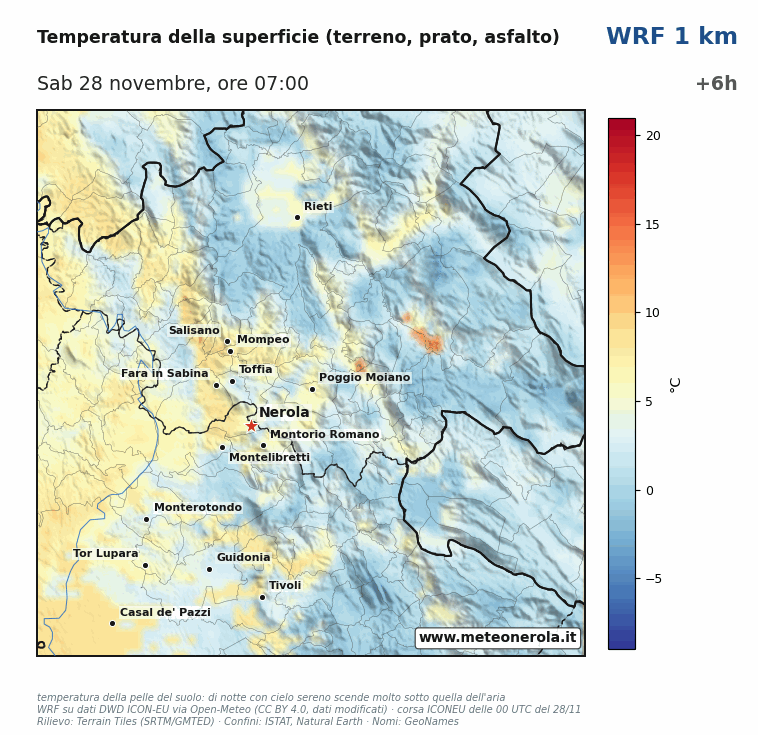 Temperatura della superficie (terreno, prato, asfalto)
WRF 1 km
Sab 28 novembre, ore 07:00
+6h
Rieti
Salisano
Mompeo
Fara in Sabina
Toffia
Poggio Moiano
Nerola
Montorio Romano
Montelibretti
Monterotondo
Tor Lupara
Guidonia
Tivoli
Casal de' Pazzi
www.meteonerola.it
20
15
10
5
0
−5
°C
temperatura della pelle del suolo: di notte con cielo sereno scende molto sotto quella dell'aria
WRF su dati DWD ICON-EU via Open-Meteo (CC BY 4.0, dati modificati) · corsa ICONEU delle 00 UTC del 28/11
Rilievo: Terrain Tiles (SRTM/GMTED) · Confini: ISTAT, Natural Earth · Nomi: GeoNames